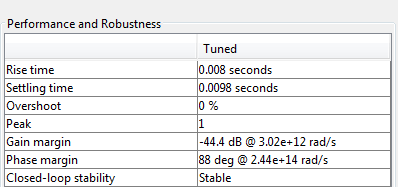 Performance and Robustness
Tuned
Rise time 0.008 seconds
Settling time 0.0098 seconds
Overshoot 0 %
Peak 1
Gain margin -44.4 dB @ 3.02e+12 rad/s
Phase margin 88 deg @ 2.44e+14 rad/s
Closed-loop stability Stable